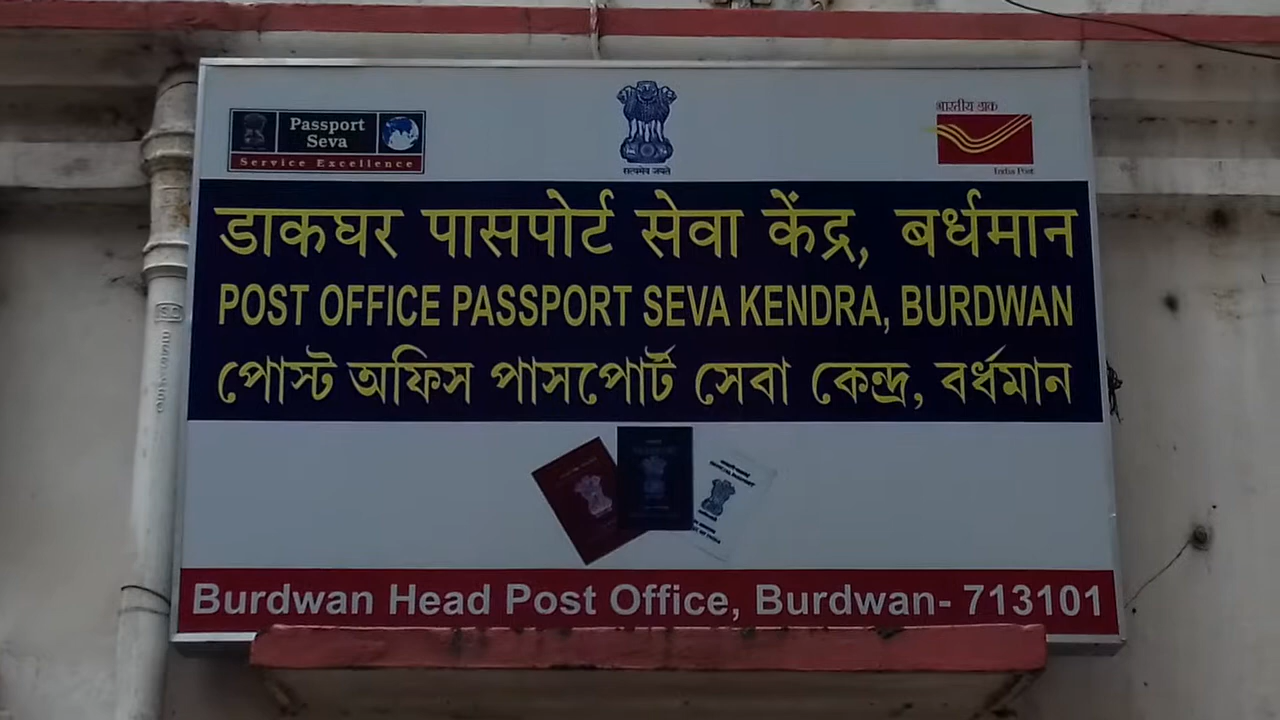 Passport
Seva
Service Excellence
सत्यमेव जयते
भारतीय डाक
India Post
डाकघर पासपोर्ट सेवा केंद्र, बर्धमान
POST OFFICE PASSPORT SEVA KENDRA, BURDWAN
পোস্ট অফিস পাসপোর্ট সেবা কেন্দ্র, বর্ধমান
Burdwan Head Post Office, Burdwan- 713101